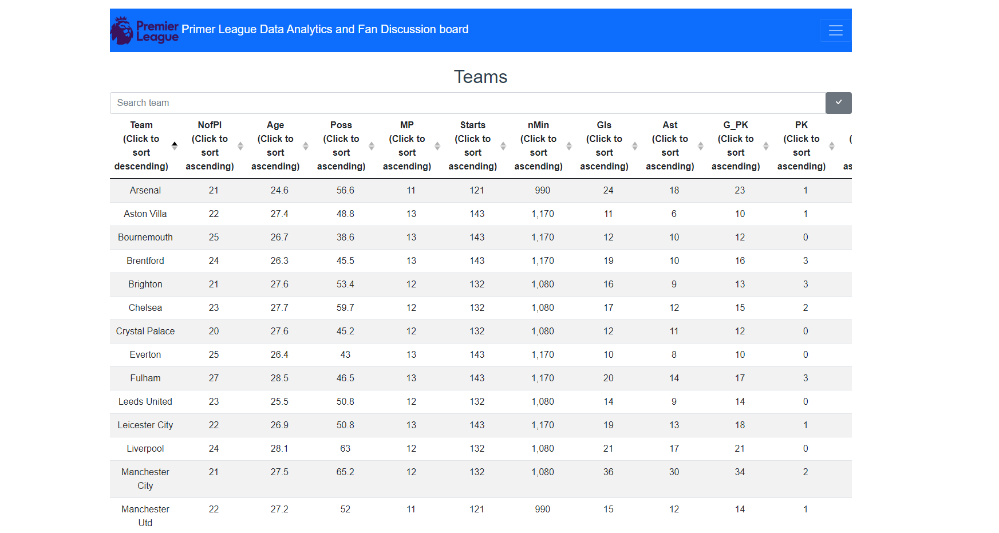 Premier
League
Primer League Data Analytics and Fan Discussion board
Teams
Search team
Team (Click to sort descending) NofPl (Click to sort ascending) Age (Click to sort ascending) Poss (Click to sort ascending) MP (Click to sort ascending) Starts (Click to sort ascending) nMin (Click to sort ascending) Gls (Click to sort ascending) Ast (Click to sort ascending) G_PK (Click to sort ascending) PK (Click to sort ascending) ( as
Arsenal 21 24.6 56.6 11 121 990 24 18 23 1
Aston Villa 22 27.4 48.8 13 143 1,170 11 6 10 1
Bournemouth 25 26.7 38.6 13 143 1,170 12 10 12 0
Brentford 24 26.3 45.5 13 143 1,170 19 10 16 3
Brighton 21 27.6 53.4 12 132 1,080 16 9 13 3
Chelsea 23 27.7 59.7 12 132 1,080 17 12 15 2
Crystal Palace 20 27.6 45.2 12 132 1,080 12 11 12 0
Everton 25 26.4 43 13 143 1,170 10 8 10 0
Fulham 27 28.5 46.5 13 143 1,170 20 14 17 3
Leeds United 23 25.5 50.8 12 132 1,080 14 9 14 0
Leicester City 22 26.9 50.8 13 143 1,170 19 13 18 1
Liverpool 24 28.1 63 12 132 1,080 21 17 21 0
Manchester City 21 27.5 65.2 12 132 1,080 36 30 34 2
Manchester Utd 22 27.2 52 11 121 990 15 12 14 1